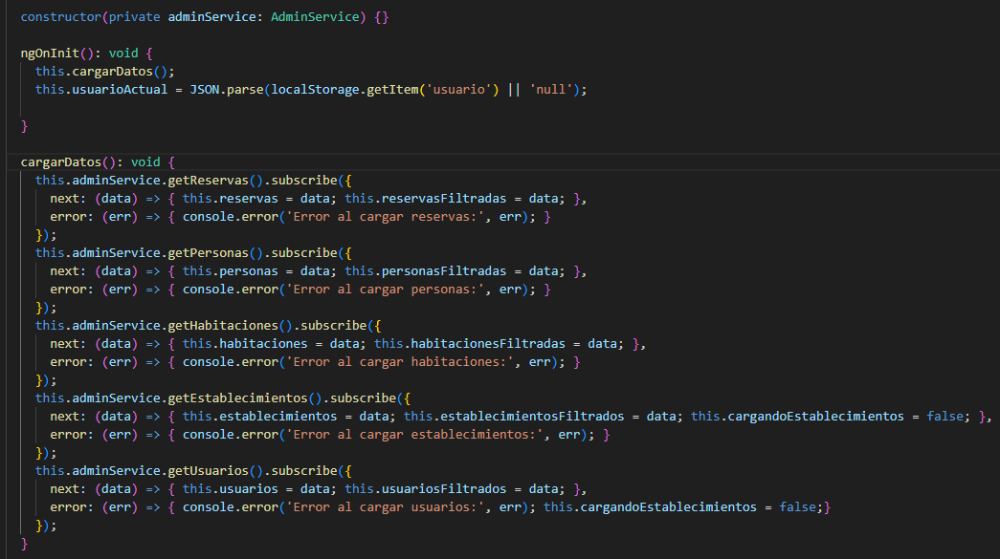 constructor(private adminService: AdminService) {}
ngOnInit(): void {
this.cargarDatos();
this.usuarioActual = JSON.parse(localStorage.getItem('usuario') || 'null');
}
cargarDatos(): void {
this.adminService.getReservas().subscribe({
next: (data) => { this.reservas = data; this.reservasFiltradas = data; },
error: (err) => { console.error('Error al cargar reservas:', err); }
});
this.adminService.getPersonas().subscribe({
next: (data) => { this.personas = data; this.personasFiltradas = data; },
error: (err) => { console.error('Error al cargar personas:', err); }
});
this.adminService.getHabitaciones().subscribe({
next: (data) => { this.habitaciones = data; this.habitacionesFiltradas = data; },
error: (err) => { console.error('Error al cargar habitaciones:', err); }
});
this.adminService.getEstablecimientos().subscribe({
next: (data) => { this.establecimientos = data; this.establecimientosFiltrados = data; this.cargandoEstablecimientos = false; },
error: (err) => { console.error('Error al cargar establecimientos:', err); }
});
this.adminService.getUsuarios().subscribe({
next: (data) => { this.usuarios = data; this.usuariosFiltrados = data; },
error: (err) => { console.error('Error al cargar usuarios:', err); this.cargandoEstablecimientos = false;}
});
}